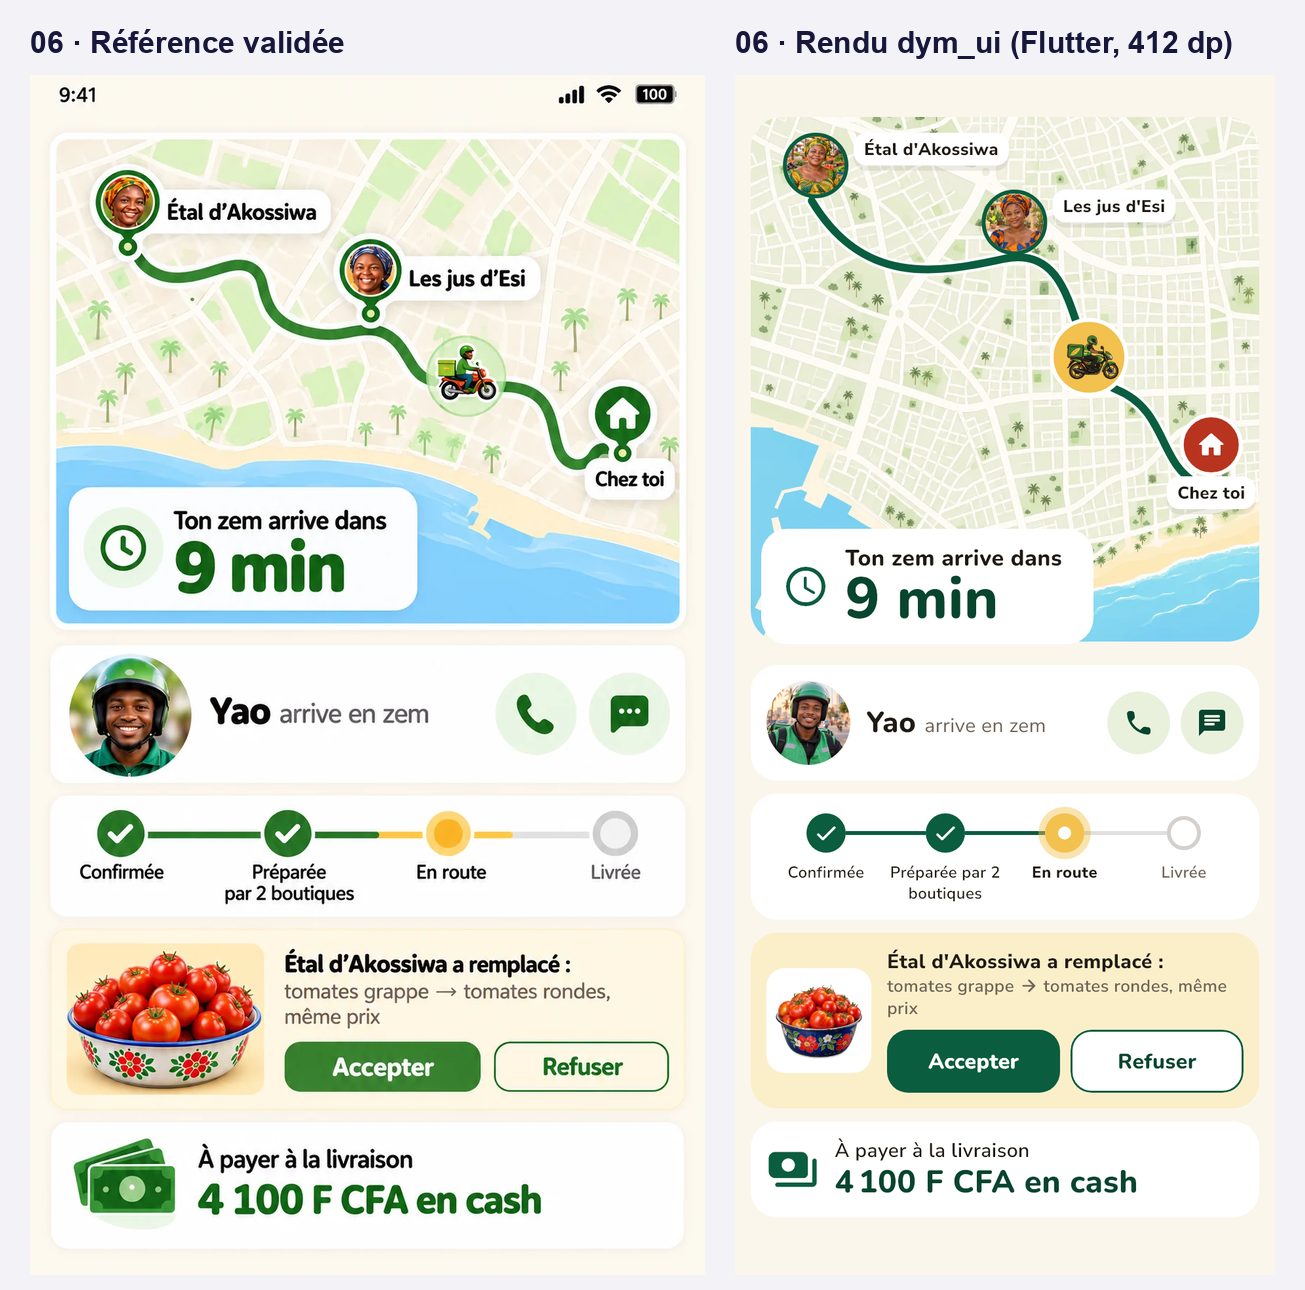 06 · Référence validée
9:41
100
Étal d’Akossiwa
Les jus d’Esi
Chez toi
Ton zem arrive dans
9 min
Yao arrive en zem
Confirmée
Préparée
par 2 boutiques
En route
Livrée
Étal d’Akossiwa a remplacé :
tomates grappe → tomates rondes,
même prix
Accepter
Refuser
À payer à la livraison
4 100 F CFA en cash
06 · Rendu dym_ui (Flutter, 412 dp)
Étal d'Akossiwa
Les jus d'Esi
Chez toi
Ton zem arrive dans
9 min
Yao arrive en zem
Confirmée
Préparée par 2
boutiques
En route
Livrée
Étal d'Akossiwa a remplacé :
tomates grappe → tomates rondes, même
prix
Accepter
Refuser
À payer à la livraison
4 100 F CFA en cash